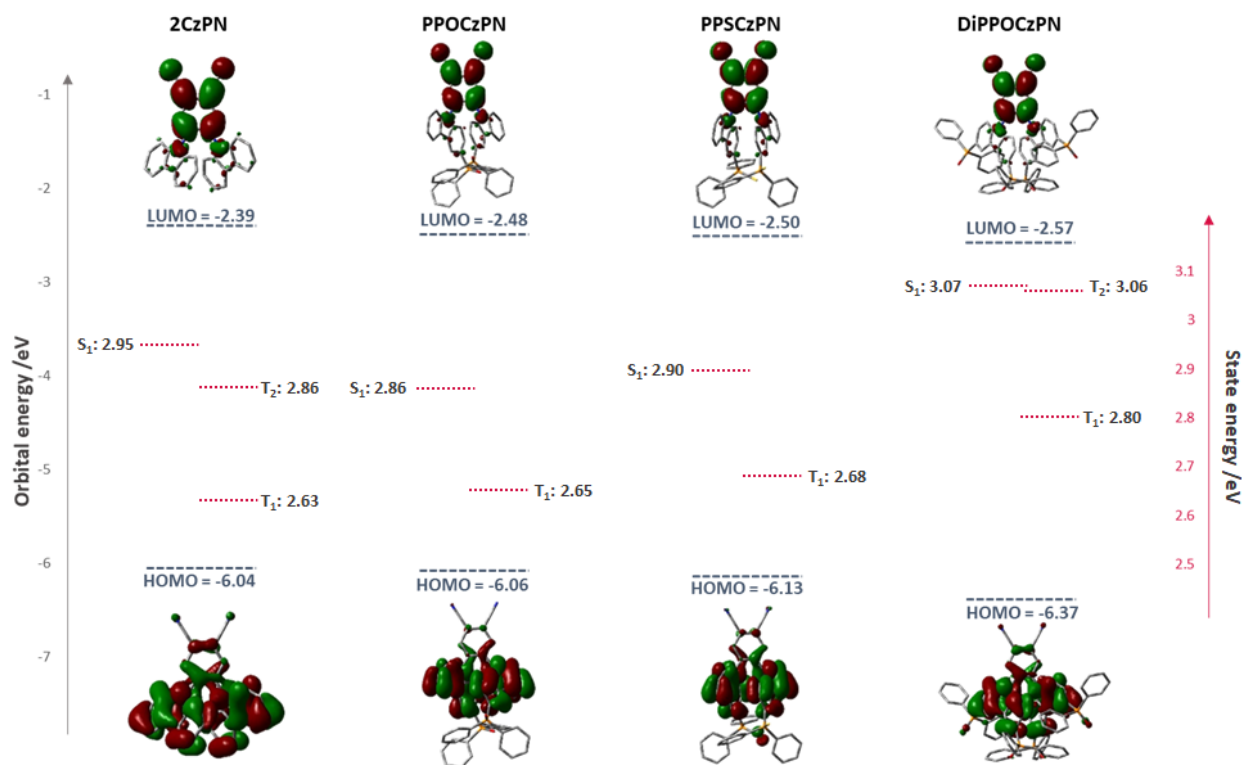 2CzPN PPOCzPN PPSCzPN DiPPOCzPN
-1
-2
-3
-4
-5
-6
-7
Orbital energy /eV
LUMO = -2.39
LUMO = -2.48
LUMO = -2.50
LUMO = -2.57
S₁: 2.95
T₂: 2.86
T₁: 2.63
S₁: 2.86
T₁: 2.65
S₁: 2.90
T₁: 2.68
S₁: 3.07
T₂: 3.06
T₁: 2.80
HOMO = -6.04
HOMO = -6.06
HOMO = -6.13
HOMO = -6.37
3.1
3
2.9
2.8
2.7
2.6
2.5
State energy /eV